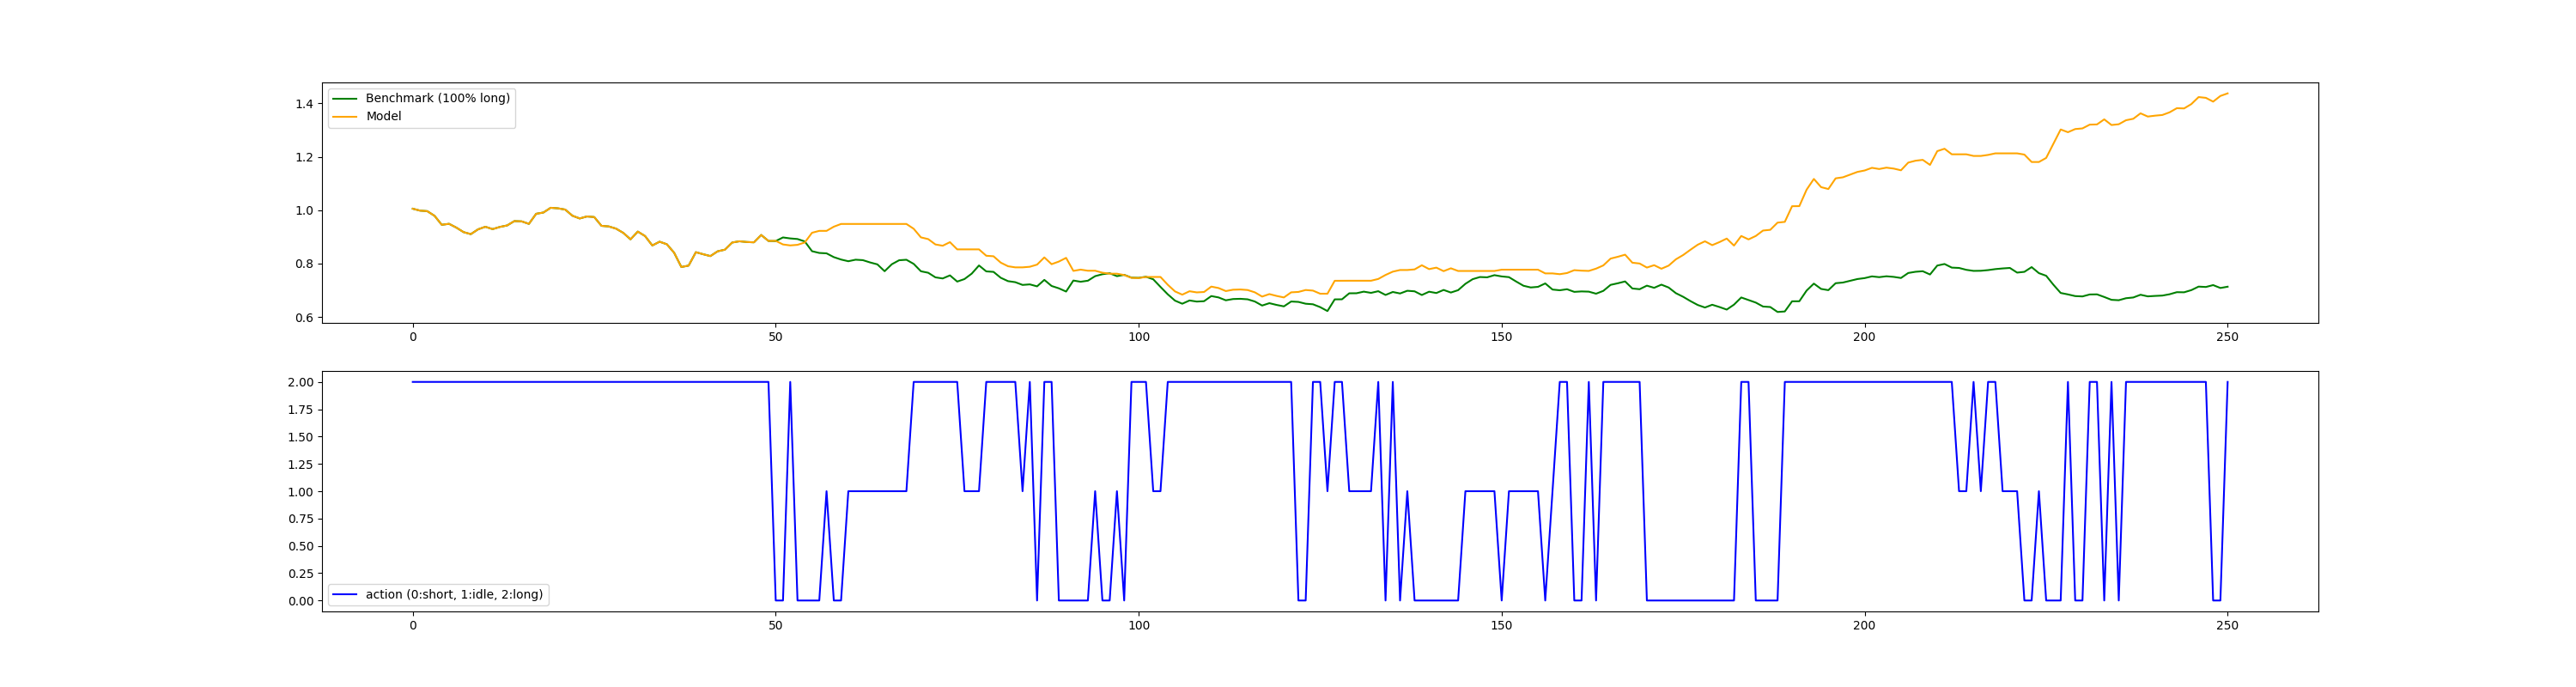 1.4
1.2
1.0
0.8
0.6
Benchmark (100% long)
Model
0 50 100 150 200 250
2.00
1.75
1.50
1.25
1.00
0.75
0.50
0.25
0.00
action (0:short, 1:idle, 2:long)
0 50 100 150 200 250